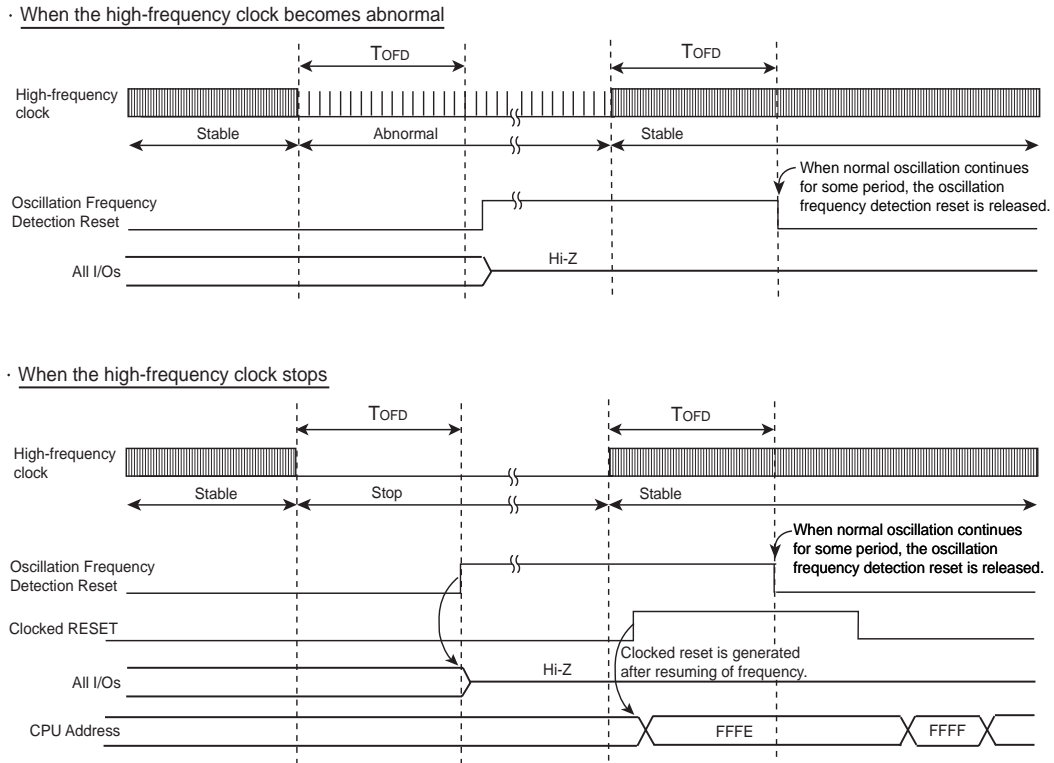 · When the high-frequency clock becomes abnormal
TOFD
TOFD
High-frequency
clock
Stable
Abnormal
Stable
When normal oscillation continues
for some period, the oscillation
frequency detection reset is released.
Oscillation Frequency
Detection Reset
Hi-Z
All I/Os
· When the high-frequency clock stops
TOFD
TOFD
High-frequency
clock
Stable
Stop
Stable
When normal oscillation continues
for some period, the oscillation
frequency detection reset is released.
Oscillation Frequency
Detection Reset
Clocked RESET
Clocked reset is generated
after resuming of frequency.
Hi-Z
All I/Os
CPU Address
FFFE
FFFF